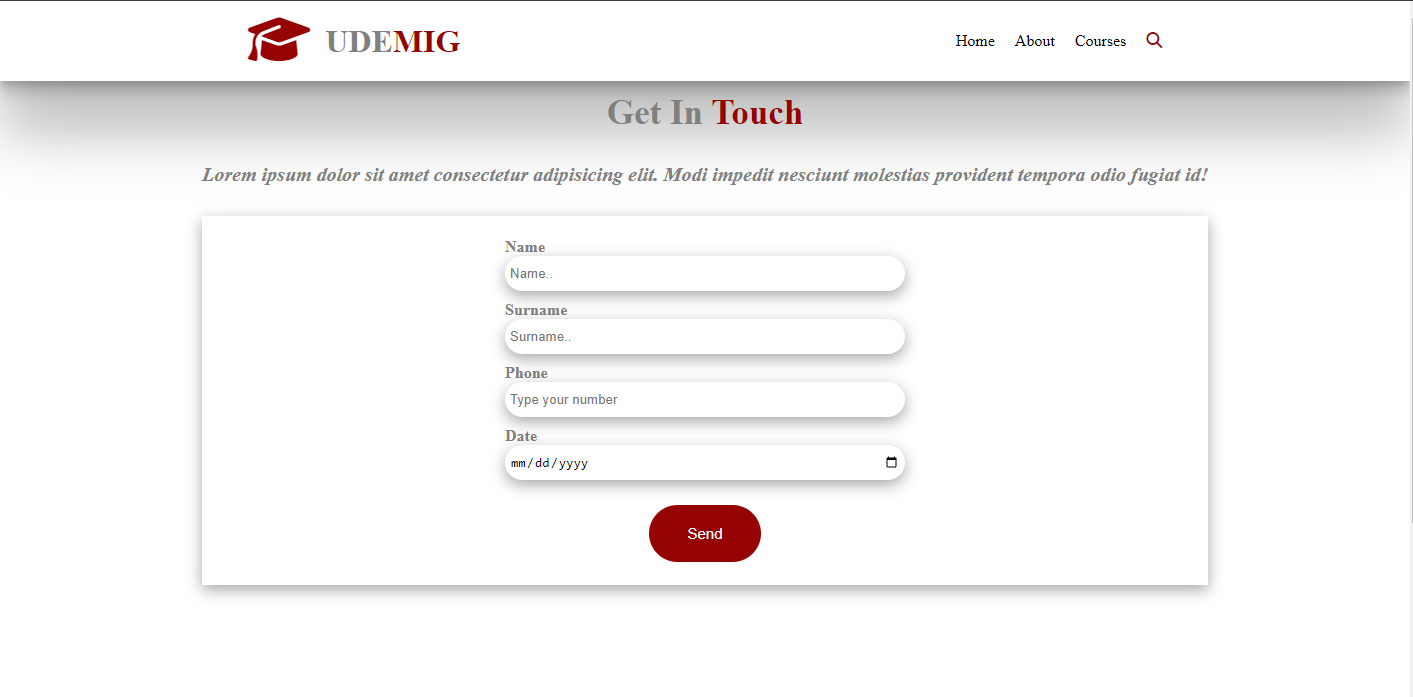 UDEMIG
Home About Courses
Get In Touch
Lorem ipsum dolor sit amet consectetur adipisicing elit. Modi impedit nesciunt molestias provident tempora odio fugiat id!
Name
Name..
Surname
Surname..
Phone
Type your number
Date
mm/dd/yyyy
Send